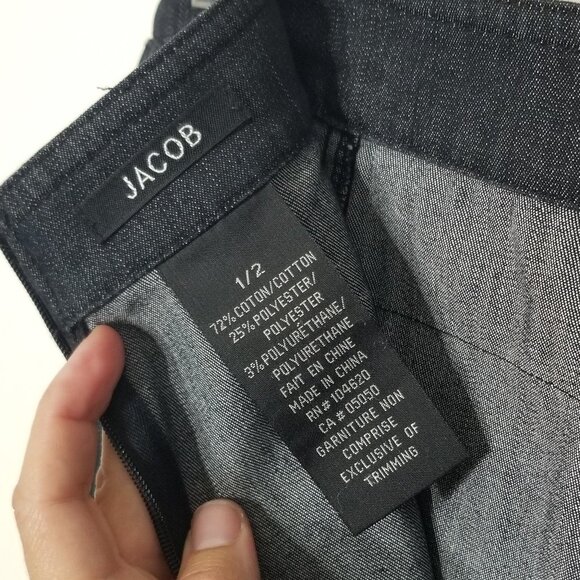 JACOB
1/2
72% COTON/COTTON
25% POLYESTER/
POLYESTER
3% POLYURÉTHANE/
POLYURETHANE
FAIT EN CHINE
MADE IN CHINA
RN# 104620
CA # 05050
GARNITURE NON
COMPRISE
EXCLUSIVE OF
TRIMMING